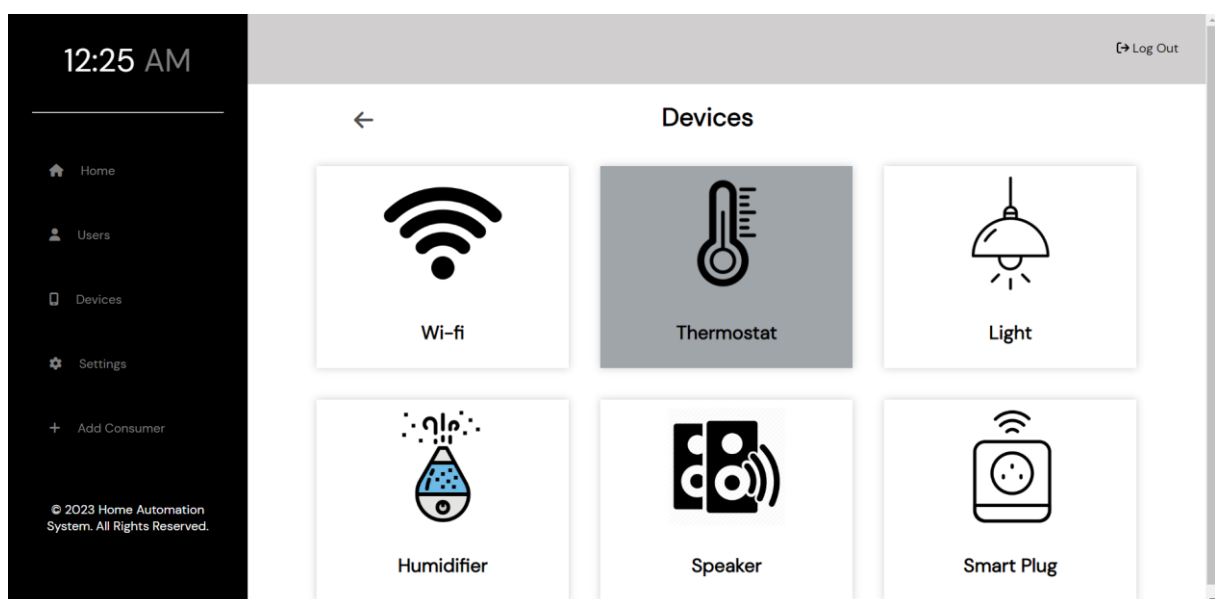 12:25 AM
Home
Users
Devices
Settings
Add Consumer
© 2023 Home Automation
System. All Rights Reserved.
Log Out
Devices
Wi-fi
Thermostat
Light
Humidifier
Speaker
Smart Plug